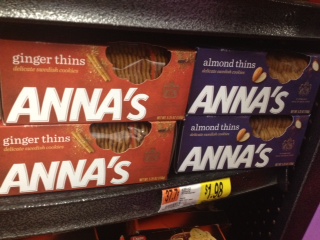 ginger thins
delicate swedish cookies
ANNA's
almond thins
delicate swedish cookies
ANNA's
ginger thins
delicate swedish cookies
ANNA's
almond thins
delicate swedish cookies
ANNA's
$1.98